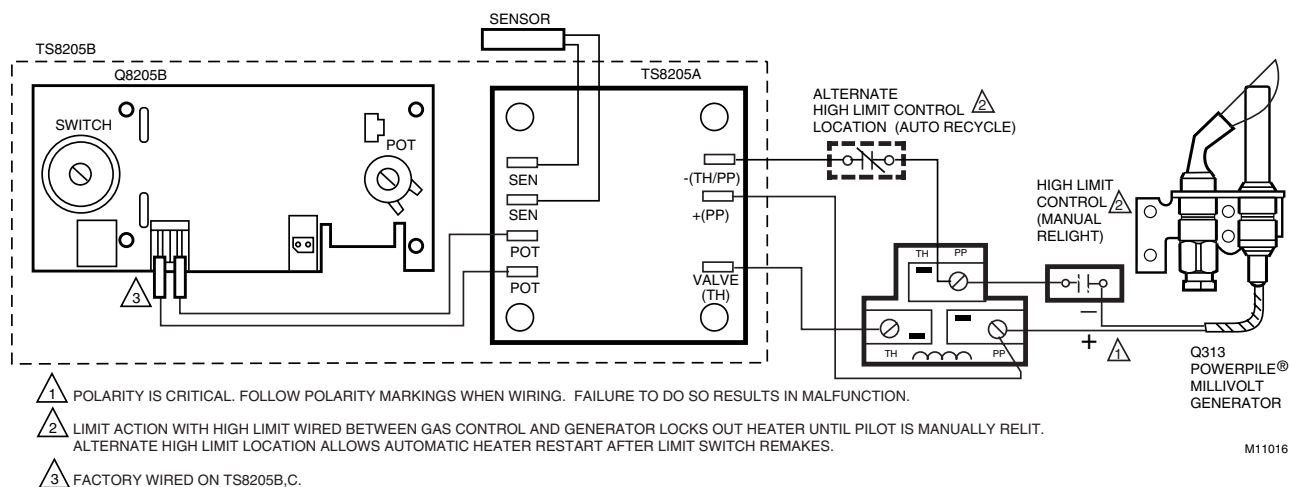 SENSOR
TS8205B
Q8205B
TS8205A
SWITCH
POT
SEN
SEN
POT
POT
-(TH/PP)
+(PP)
VALVE
(TH)
ALTERNATE
HIGH LIMIT CONTROL 2
LOCATION (AUTO RECYCLE)
HIGH LIMIT
CONTROL 2
(MANUAL
RELIGHT)
TH PP
TH PP
–
+ 1
3
Q313
POWERPILE®
MILLIVOLT
GENERATOR
1 POLARITY IS CRITICAL. FOLLOW POLARITY MARKINGS WHEN WIRING. FAILURE TO DO SO RESULTS IN MALFUNCTION.
2 LIMIT ACTION WITH HIGH LIMIT WIRED BETWEEN GAS CONTROL AND GENERATOR LOCKS OUT HEATER UNTIL PILOT IS MANUALLY RELIT.
ALTERNATE HIGH LIMIT LOCATION ALLOWS AUTOMATIC HEATER RESTART AFTER LIMIT SWITCH REMAKES.
3 FACTORY WIRED ON TS8205B,C.
M11016